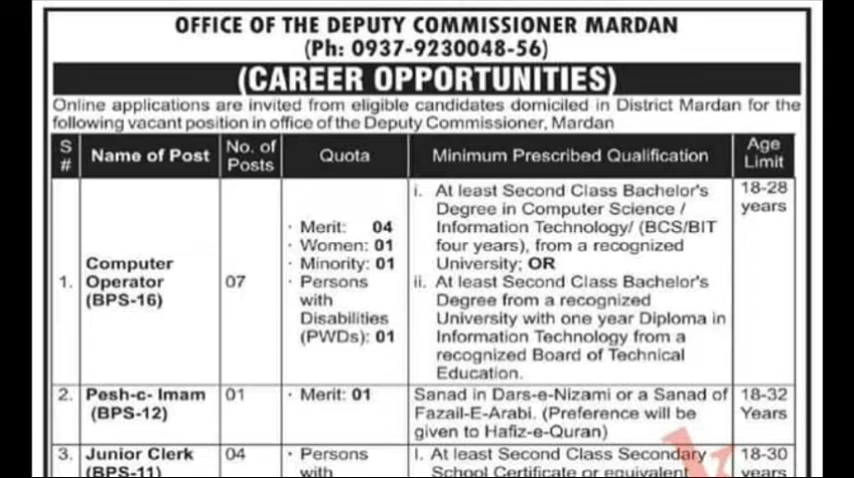 OFFICE OF THE DEPUTY COMMISSIONER MARDAN
(Ph: 0937-9230048-56)
(CAREER OPPORTUNITIES)
Online applications are invited from eligible candidates domiciled in District Mardan for the
following vacant position in office of the Deputy Commissioner, Mardan
S #
Name of Post
No. of Posts
Quota
Minimum Prescribed Qualification
Age Limit
1.
Computer
Operator
(BPS-16)
07
· Merit: 04
· Women: 01
· Minority: 01
· Persons
with
Disabilities
(PWDs): 01
i. At least Second Class Bachelor's
Degree in Computer Science /
Information Technology/ (BCS/BIT
four years), from a recognized
University; OR
ii. At least Second Class Bachelor's
Degree from a recognized
University with one year Diploma in
Information Technology from a
recognized Board of Technical
Education.
18-28
years
2.
Pesh-c- Imam
(BPS-12)
01
· Merit: 01
Sanad in Dars-e-Nizami or a Sanad of
Fazail-E-Arabi. (Preference will be
given to Hafiz-e-Quran)
18-32
Years
3.
Junior Clerk
(BPS-11)
04
· Persons
with
I. At least Second Class Secondary
School Certificate or equivalent
18-30
years